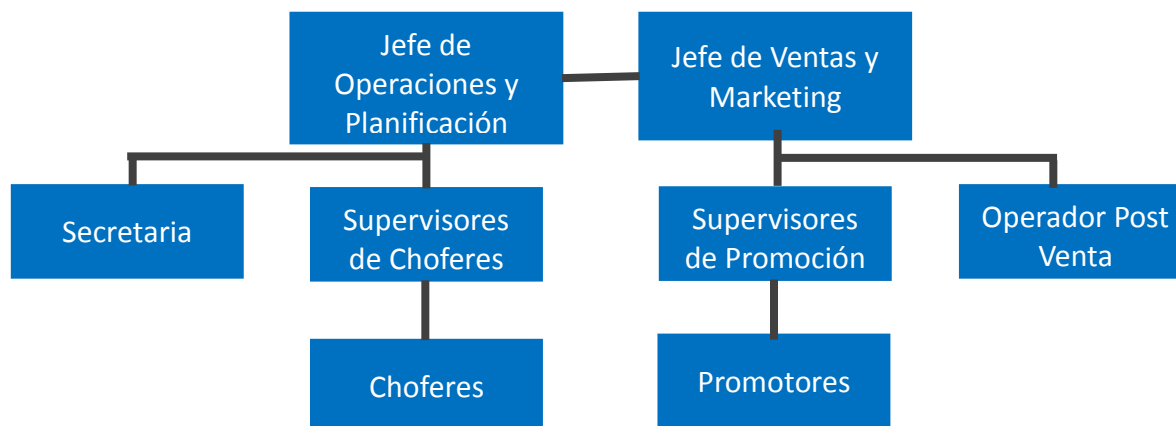 Jefe de
Operaciones y
Planificación
Jefe de Ventas y
Marketing
Secretaria
Supervisores
de Choferes
Supervisores
de Promoción
Operador Post
Venta
Choferes
Promotores